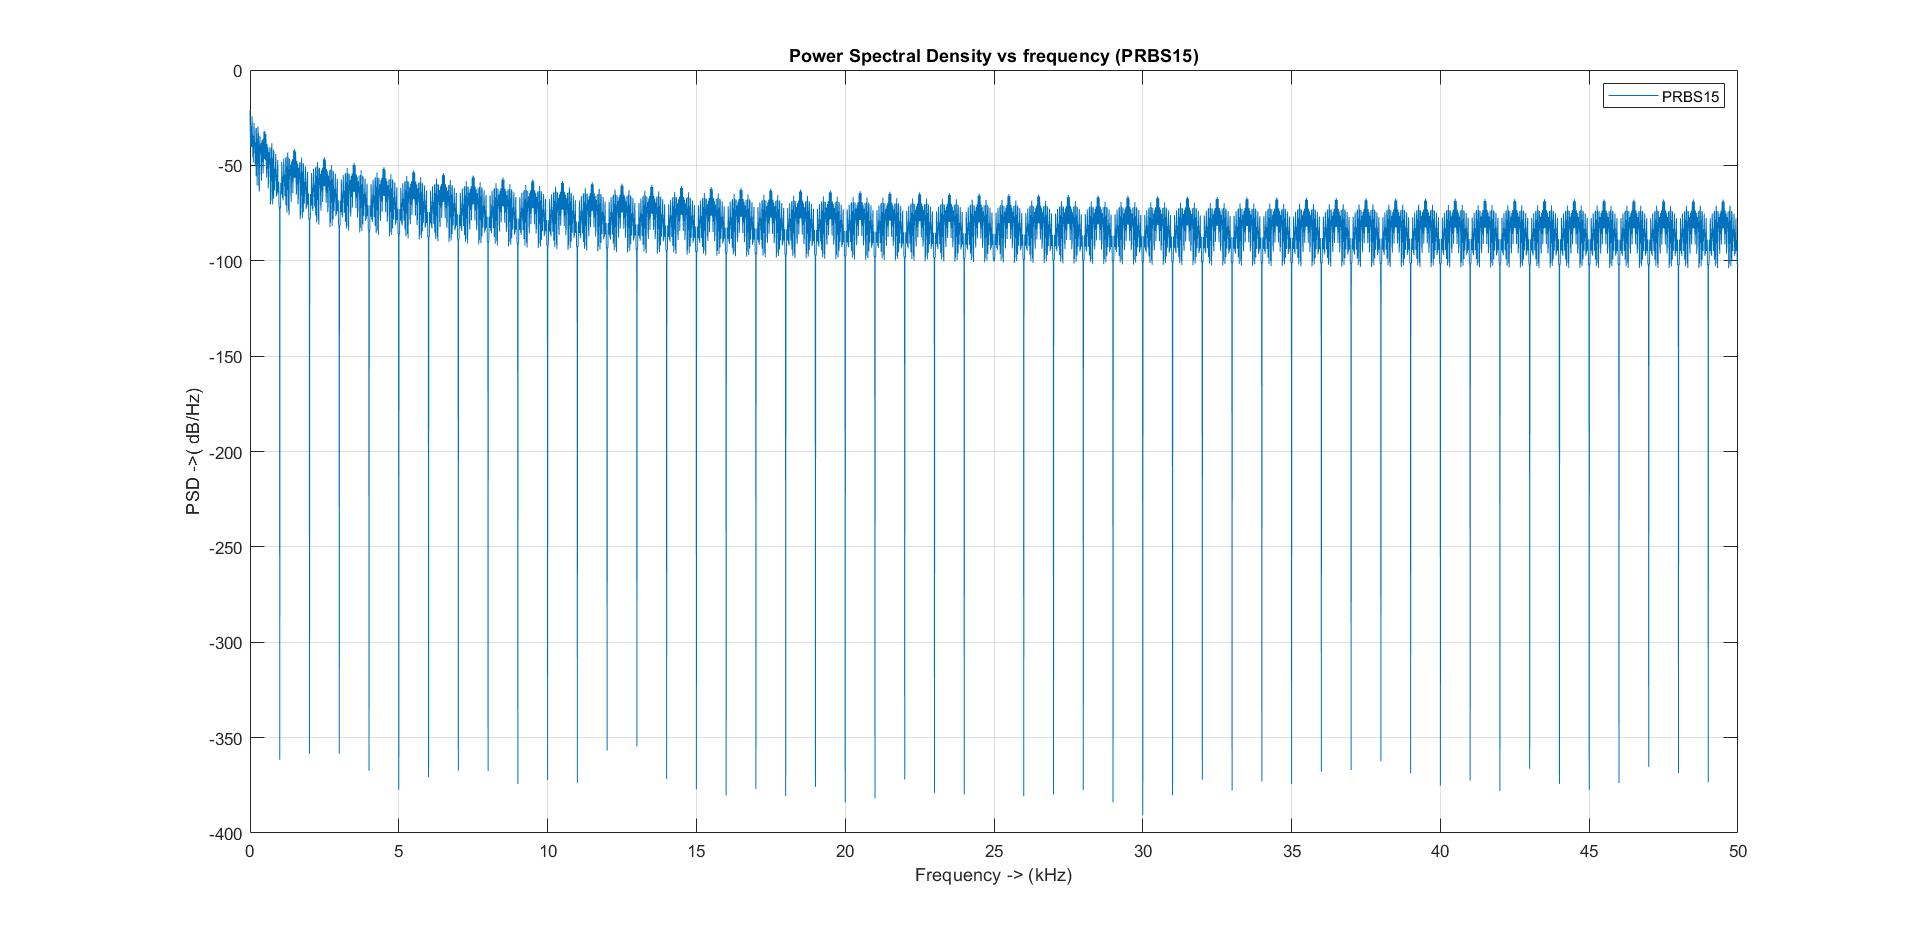 Power Spectral Density vs frequency (PRBS15)
PRBS15
0
-50
-100
-150
-200
-250
-300
-350
-400
PSD ->( dB/Hz)
0 5 10 15 20 25 30 35 40 45 50
Frequency -> (kHz)